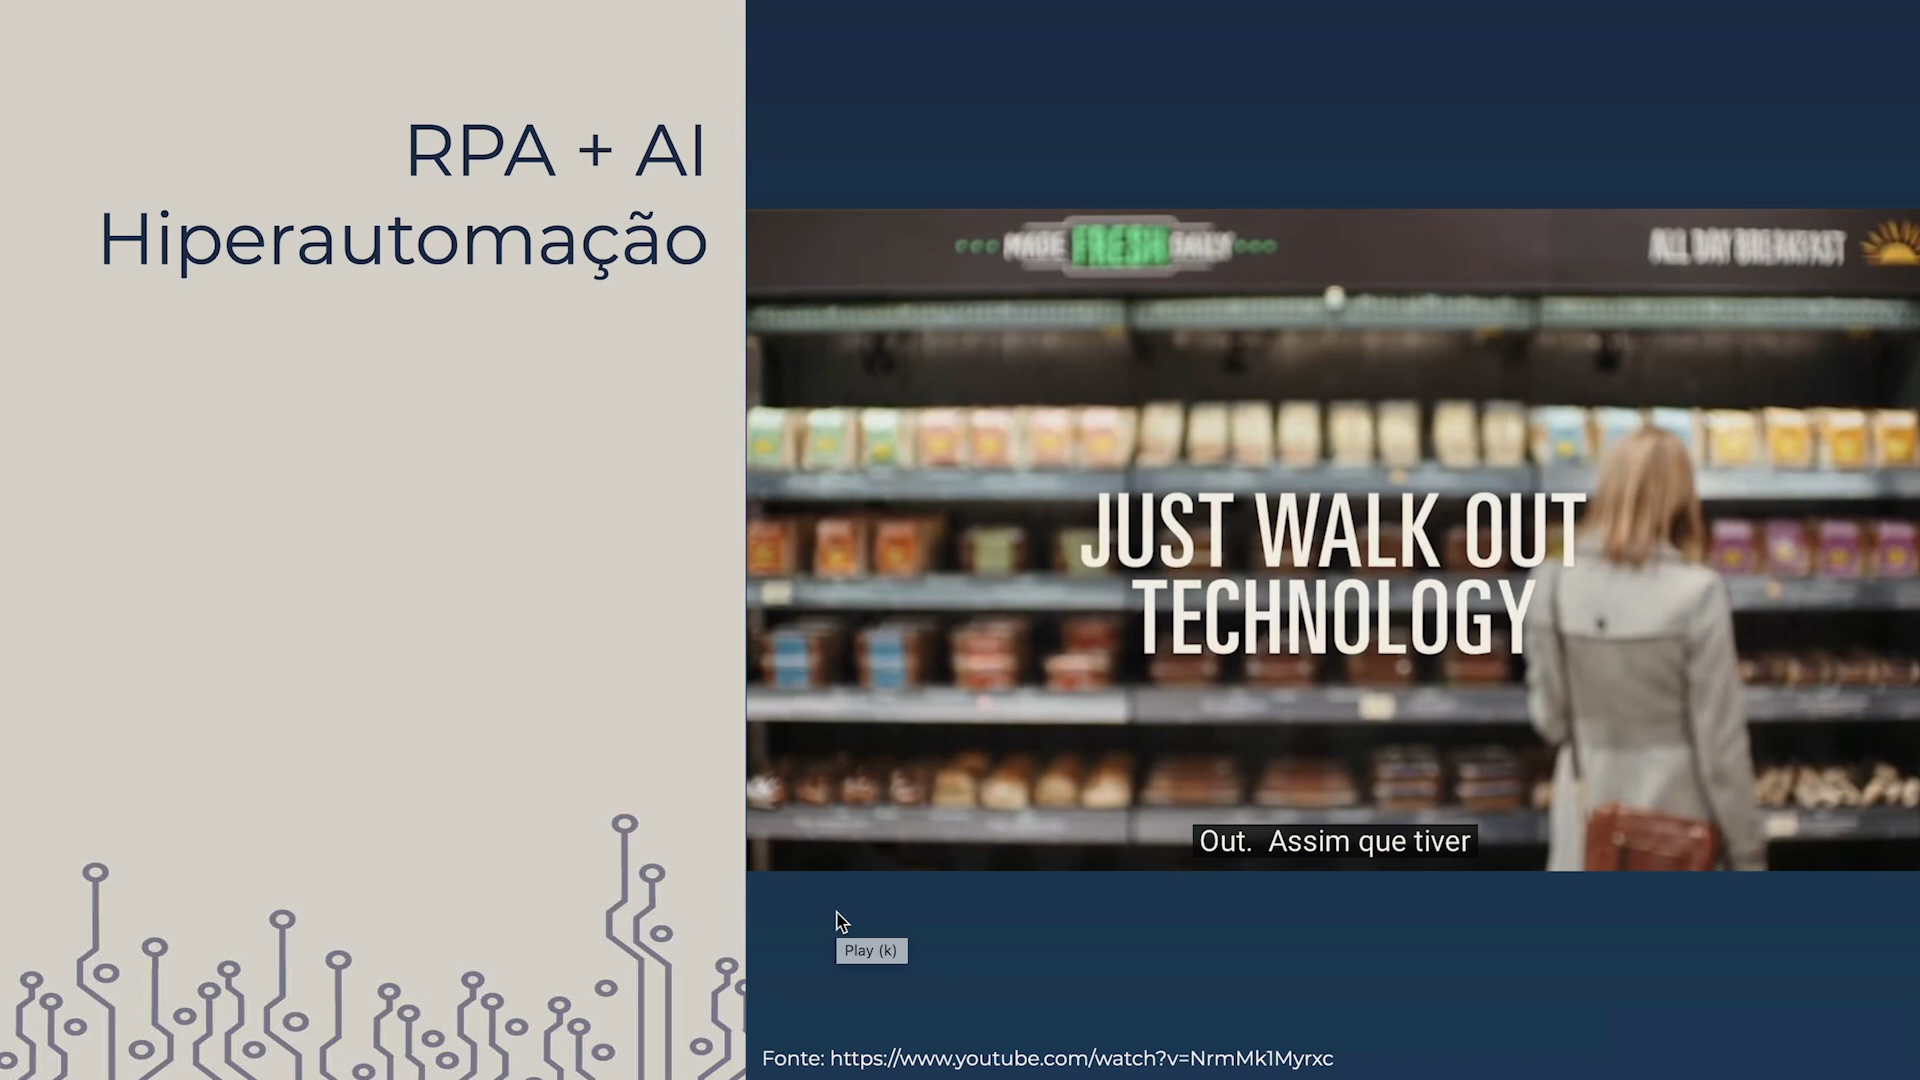 RPA + AI
Hiperautomação
MADE FRESH DAILY
ALL DAY BREAKFAST
JUST WALK OUT
TECHNOLOGY
Out.  Assim que tiver
Play (k)
Fonte: https://www.youtube.com/watch?v=NrmMk1Myrxc